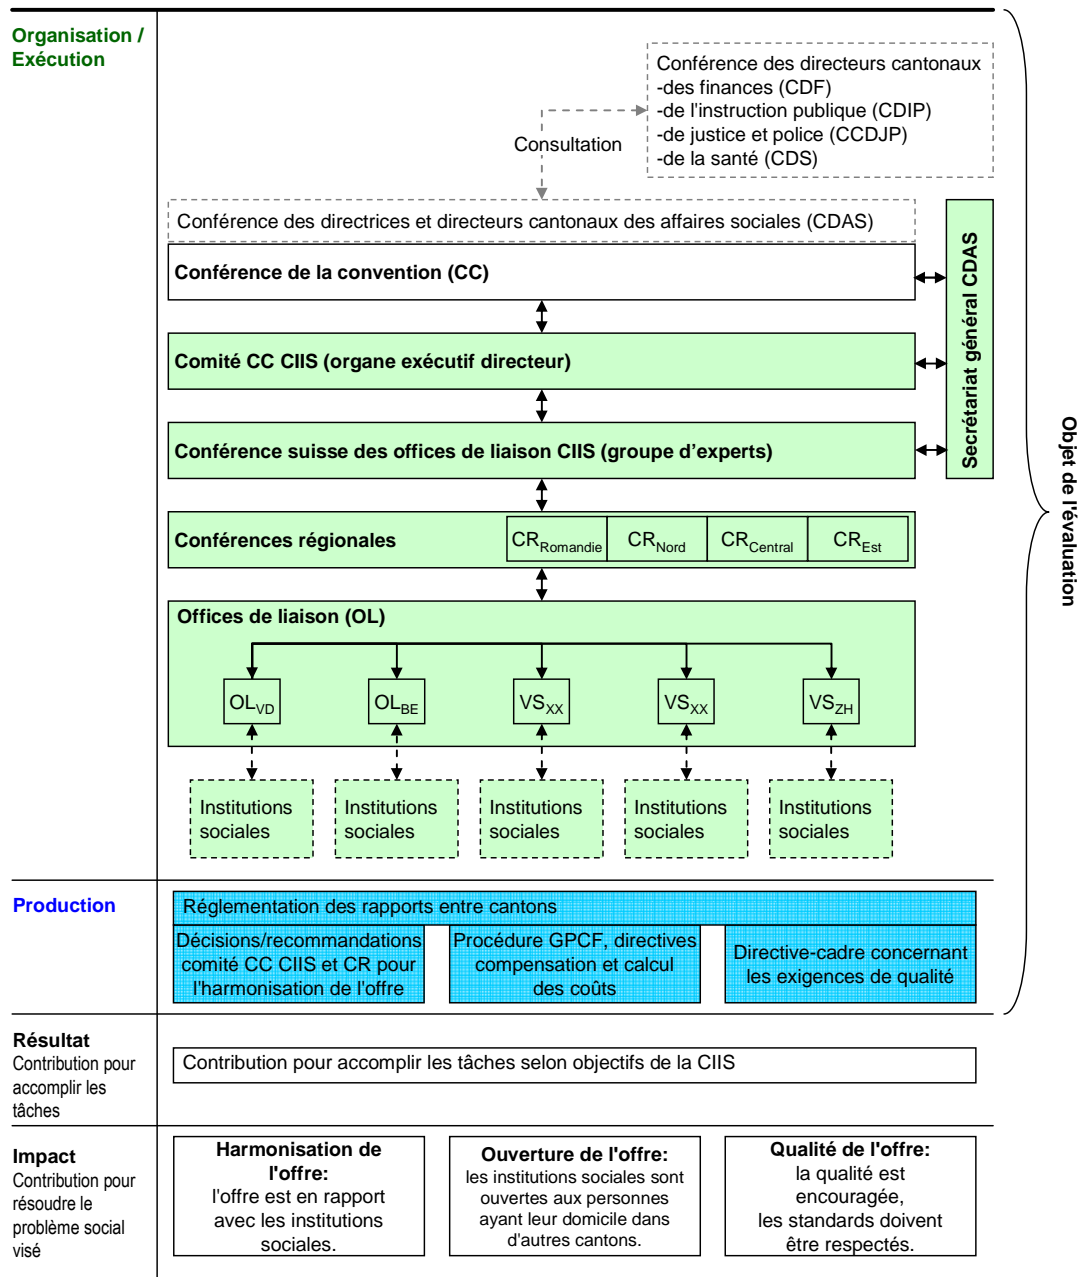 Organisation /
Exécution
Conférence des directeurs cantonaux
-des finances (CDF)
-de l'instruction publique (CDIP)
-de justice et police (CCDJP)
-de la santé (CDS)
Consultation
Conférence des directrices et directeurs cantonaux des affaires sociales (CDAS)
Conférence de la convention (CC)
Comité CC CIIS (organe exécutif directeur)
Conférence suisse des offices de liaison CIIS (groupe d'experts)
Secrétariat général CDAS
Conférences régionales
CRRomandie
CRNord
CRCentral
CREst
Offices de liaison (OL)
OLVD
OLBE
VSXX
VSXX
VSZH
Institutions
sociales
Institutions
sociales
Institutions
sociales
Institutions
sociales
Institutions
sociales
Objet de l'évaluation
Production
Réglementation des rapports entre cantons
Décisions/recommandations
comité CC CIIS et CR pour
l'harmonisation de l'offre
Procédure GPCF, directives
compensation et calcul
des coûts
Directive-cadre concernant
les exigences de qualité
Résultat
Contribution pour
accomplir les
tâches
Contribution pour accomplir les tâches selon objectifs de la CIIS
Impact
Contribution pour
résoudre le
problème social
visé
Harmonisation de
l'offre:
l'offre est en rapport
avec les institutions
sociales.
Ouverture de l'offre:
les institutions sociales sont
ouvertes aux personnes
ayant leur domicile dans
d'autres cantons.
Qualité de l'offre:
la qualité est
encouragée,
les standards doivent
être respectés.